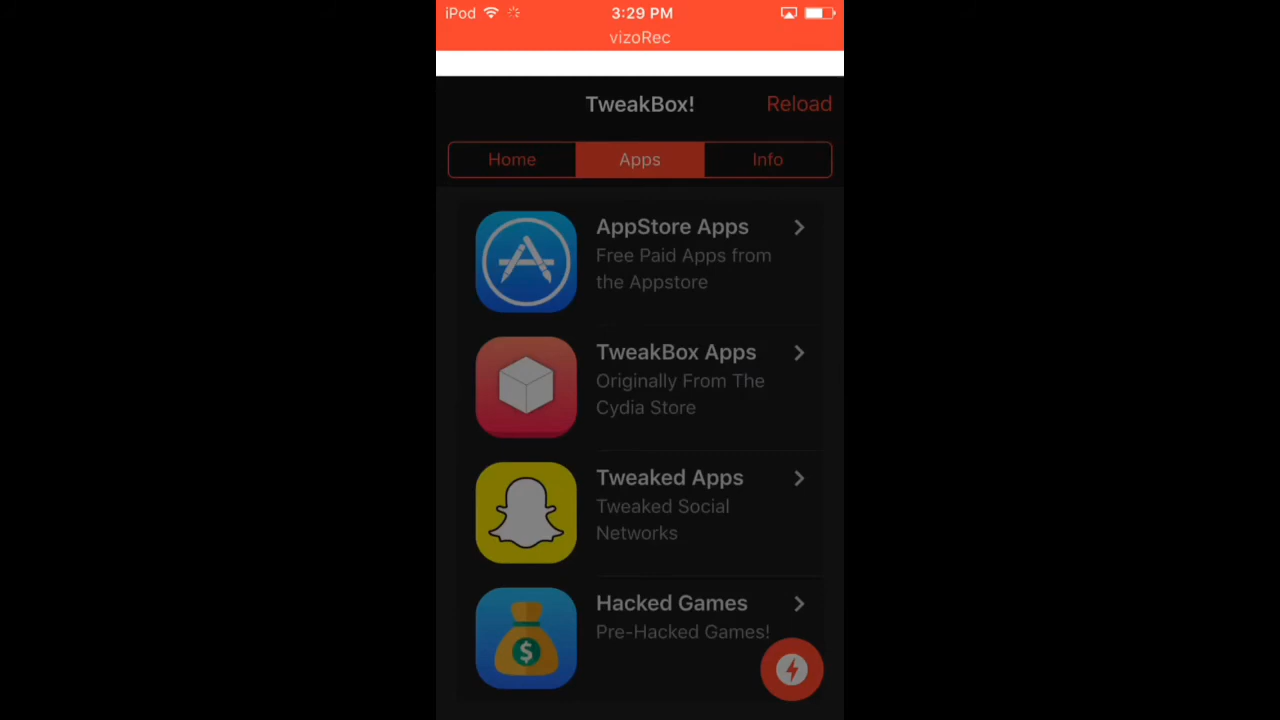 iPod 3:29 PM
vizoRec
TweakBox! Reload
Home Apps Info
AppStore Apps
Free Paid Apps from
the Appstore
TweakBox Apps
Originally From The
Cydia Store
Tweaked Apps
Tweaked Social
Networks
Hacked Games
Pre-Hacked Games!
$